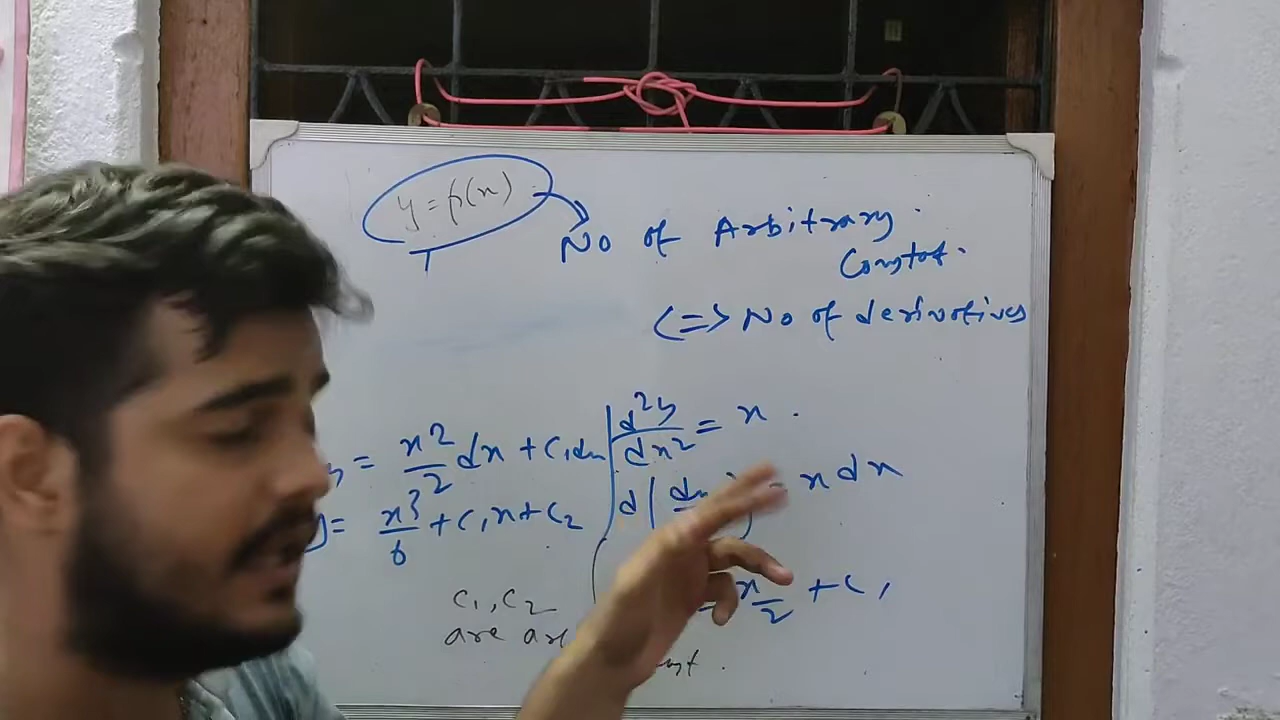 y = f(x)
T
No of Arbitrary
Constat.
<=> No of derivatives
y = x²/2 dx + C₁dx
y = x³/6 + C₁x + C₂
C₁, C₂
are
d²y/dx² = x .
d( = x dx
= x/2 + C₁